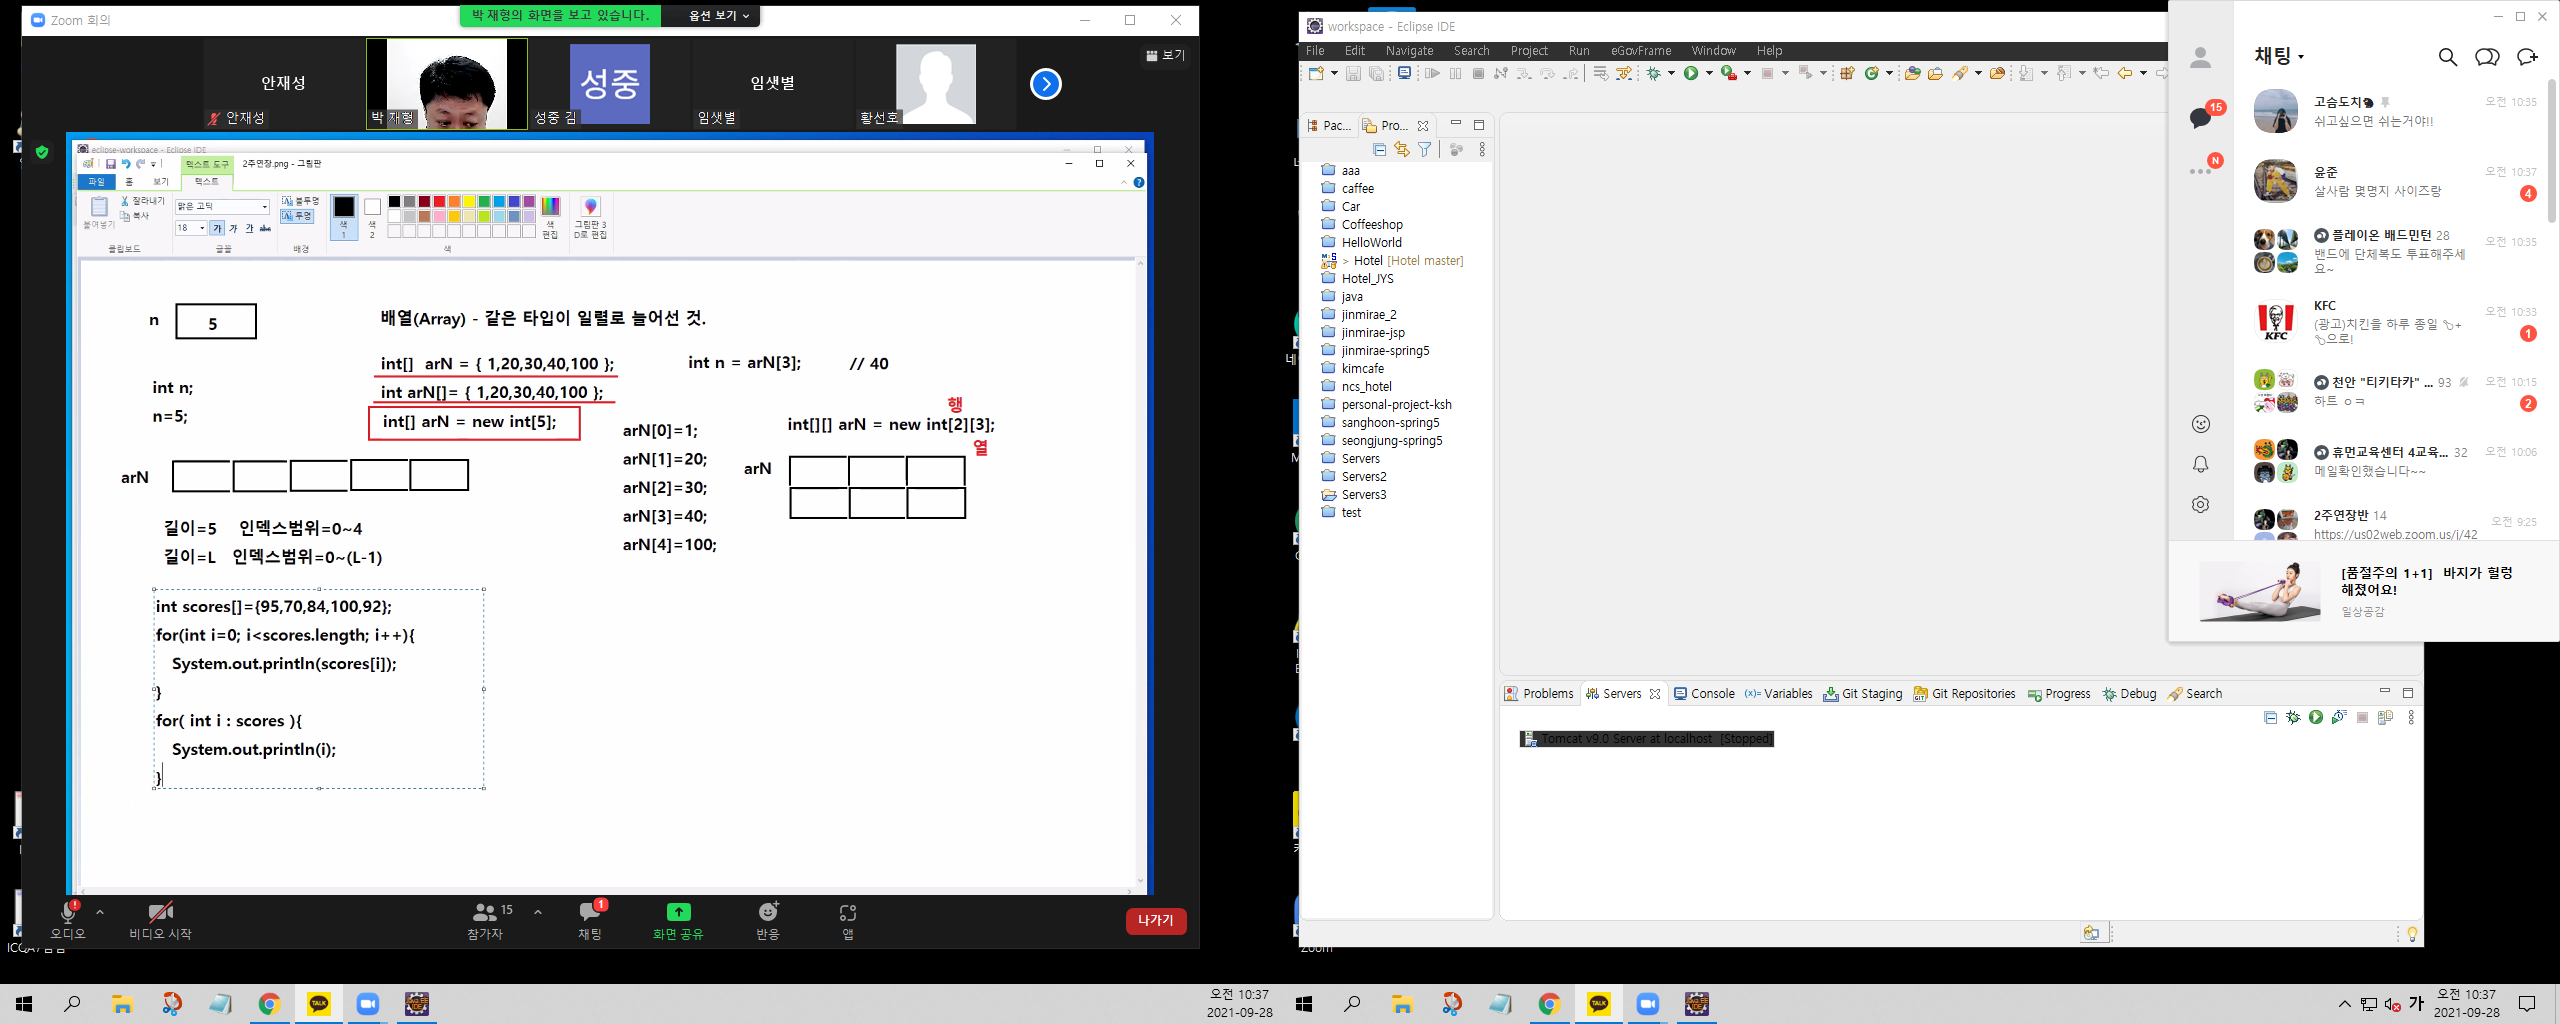 Zoom 회의
박 재형의 화면을 보고 있습니다.
옵션 보기
안재성
안재성
박 재형
성중
성중 김
임샛별
임샛별
황선호
보기
eclipse-workspace - Eclipse IDE
텍스트 도구
2주연장.png - 그림판
파일
홈
보기
텍스트
붙여넣기
잘라내기
복사
클립보드
맑은 고딕
18
가 가 가 abc
글꼴
불투명
투명
배경
색
1
색
2
색
편집
그림판 3
D로 편집
색
n
5
배열(Array) - 같은 타입이 일렬로 늘어선 것.
int[] arN = { 1,20,30,40,100 };
int n = arN[3];
// 40
int n;
int arN[]= { 1,20,30,40,100 };
n=5;
int[] arN = new int[5];
행
int[][] arN = new int[2][3];
열
arN[0]=1;
arN[1]=20;
arN[2]=30;
arN[3]=40;
arN[4]=100;
arN
arN
길이=5 인덱스범위=0~4
길이=L 인덱스범위=0~(L-1)
int scores[]={95,70,84,100,92};
for(int i=0; i<scores.length; i++){
System.out.println(scores[i]);
}
for( int i : scores ){
System.out.println(i);
}
오디오
비디오 시작
15
참가자
1
채팅
화면 공유
반응
앱
나가기
workspace - Eclipse IDE
File Edit Navigate Search Project Run eGovFrame Window Help
Pac...
Pro...
aaa
caffee
Car
Coffeeshop
HelloWorld
> Hotel [Hotel master]
Hotel_JYS
java
jinmirae_2
jinmirae-jsp
jinmirae-spring5
kimcafe
ncs_hotel
personal-project-ksh
sanghoon-spring5
seongjung-spring5
Servers
Servers2
Servers3
test
Problems Servers Console Variables Git Staging Git Repositories Progress Debug Search
Tomcat v9.0 Server at localhost [Stopped]
Zoom
채팅
15
N
고슴도치
오전 10:35
쉬고싶으면 쉬는거야!!
윤준
오전 10:37
살사람 몇명지 사이즈랑
4
플레이온 배드민턴 28
오전 10:35
밴드에 단체복도 투표해주세
요~
KFC
오전 10:33
(광고)치킨을 하루 종일 🍗+
🍗으로!
1
천안 "티키타카" ... 93
오전 10:15
하트 ㅇㅋ
2
휴먼교육센터 4교육... 32
오전 10:06
메일확인했습니다~~
2주연장반 14
오전 9:25
https://us02web.zoom.us/j/42
[품절주의 1+1] 바지가 헐렁
해졌어요!
일상공감
TALK
오전 10:37
2021-09-28
TALK
가
오전 10:37
2021-09-28